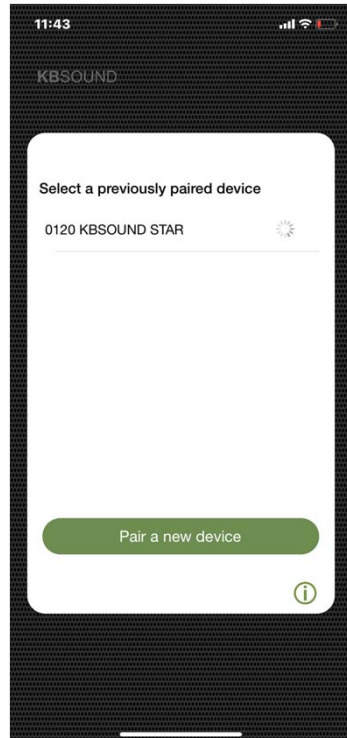 11:43
KBSOUND
Select a previously paired device
0120 KBSOUND STAR
Pair a new device